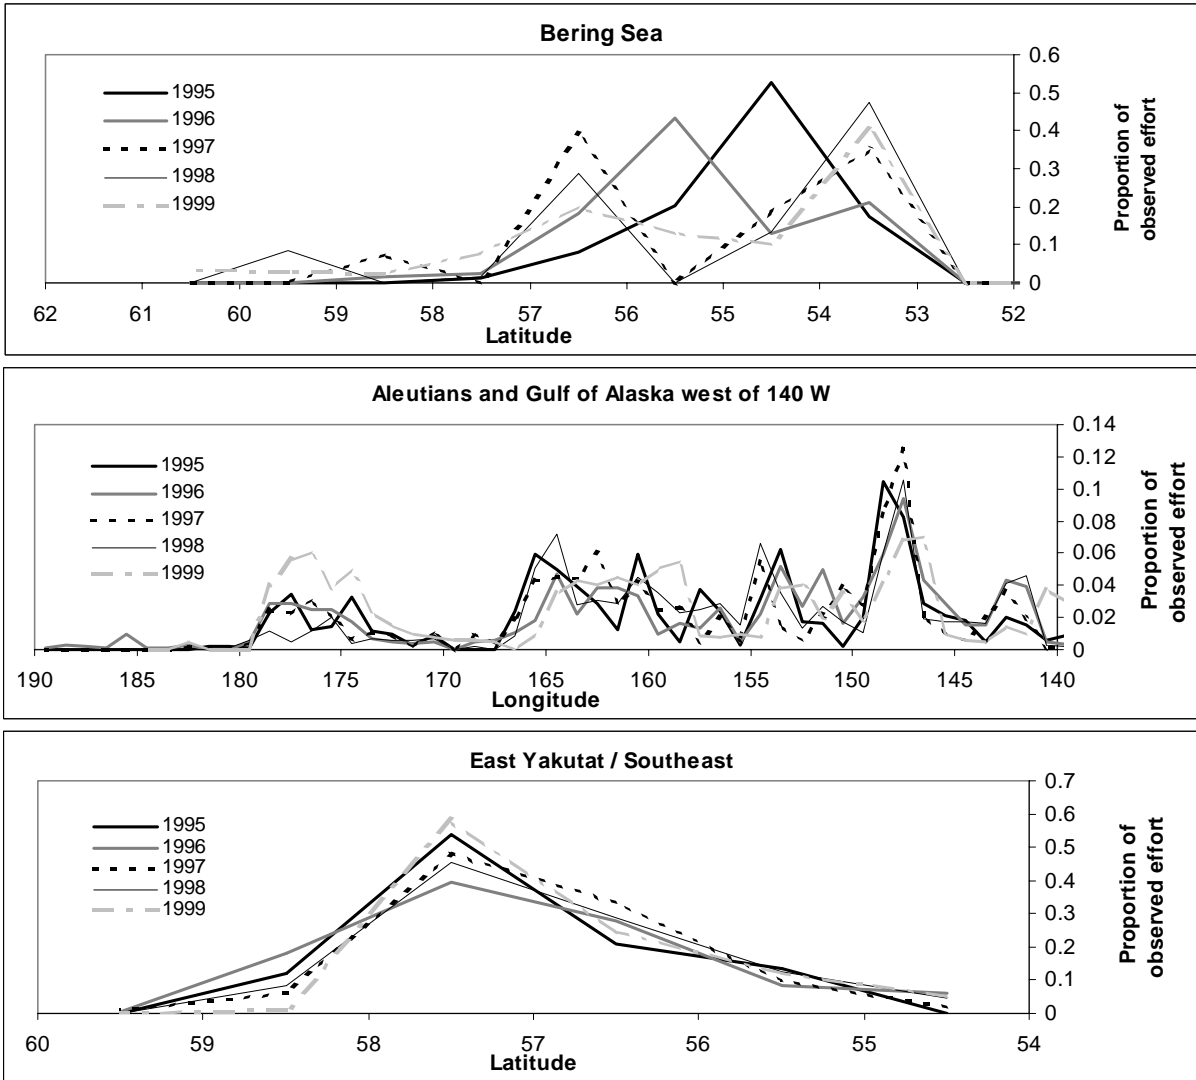 Bering Sea
1995
1996
1997
1998
1999
0.6
0.5
0.4
0.3
0.2
0.1
0
Proportion of
observed effort
62 61 60 59 58 57 56 55 54 53 52
Latitude
Aleutians and Gulf of Alaska west of 140 W
1995
1996
1997
1998
1999
0.14
0.12
0.1
0.08
0.06
0.04
0.02
0
Proportion of
observed effort
190 185 180 175 170 165 160 155 150 145 140
Longitude
East Yakutat / Southeast
1995
1996
1997
1998
1999
0.7
0.6
0.5
0.4
0.3
0.2
0.1
0
Proportion of
observed effort
60 59 58 57 56 55 54
Latitude